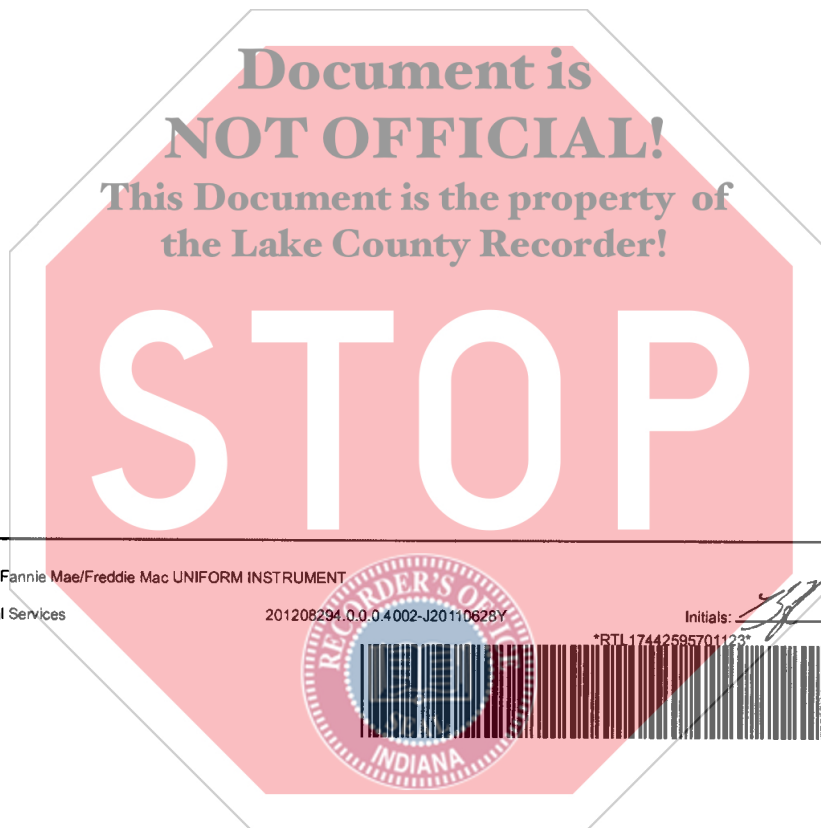 Document is
NOT OFFICIAL!
This Document is the property of
the Lake County Recorder!
STOP
Fannie Mae/Freddie Mac UNIFORM INSTRUMENT
l Services 201208294.0.0.0.4002-J20110628Y Initials:
*RTL17442595701123*
RECORDER'S OFFICE
SEAL
INDIANA